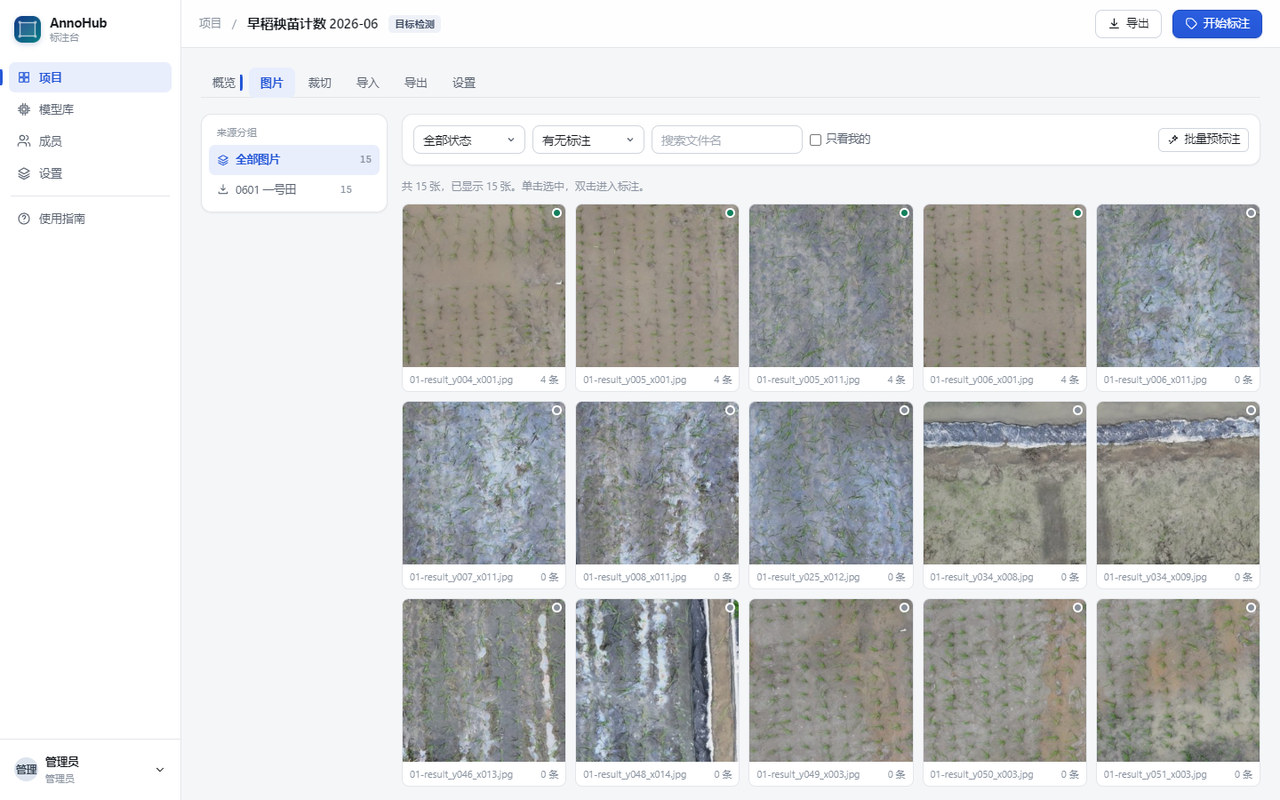 AnnoHub
标注台
项目
模型库
成员
设置
使用指南
管理
管理员
管理员
项目 / 早稻秧苗计数 2026-06 目标检测
导出
开始标注
概览 图片 裁切 导入 导出 设置
来源分组
全部图片 15
0601 一号田 15
全部状态 有无标注 搜索文件名 只看我的 批量预标注
共 15 张，已显示 15 张。单击选中，双击进入标注。
01-result_y004_x001.jpg 4 条
01-result_y005_x001.jpg 4 条
01-result_y005_x011.jpg 4 条
01-result_y006_x001.jpg 4 条
01-result_y006_x011.jpg 0 条
01-result_y007_x011.jpg 0 条
01-result_y008_x011.jpg 0 条
01-result_y025_x012.jpg 0 条
01-result_y034_x008.jpg 0 条
01-result_y034_x009.jpg 0 条
01-result_y046_x013.jpg 0 条
01-result_y048_x014.jpg 0 条
01-result_y049_x003.jpg 0 条
01-result_y050_x003.jpg 0 条
01-result_y051_x003.jpg 0 条